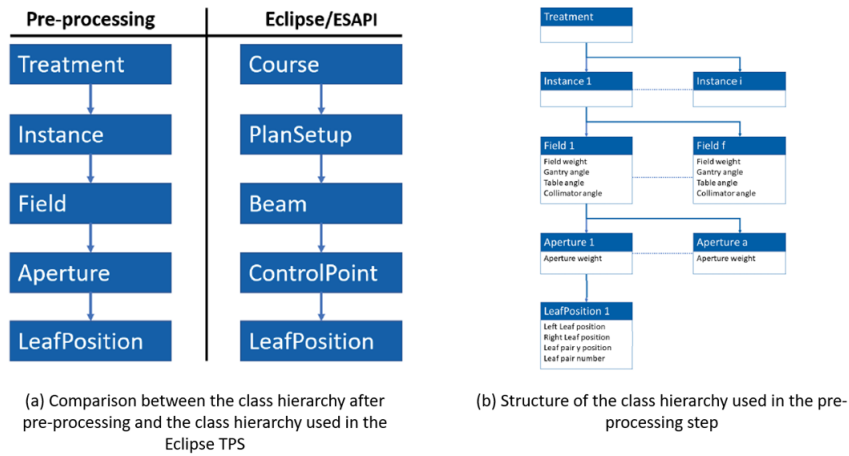 Pre-processing
Eclipse/ESAPI
Treatment
Course
Instance
PlanSetup
Field
Beam
Aperture
ControlPoint
LeafPosition
LeafPosition
(a) Comparison between the class hierarchy after
pre-processing and the class hierarchy used in the
Eclipse TPS
Treatment
Instance 1
Instance i
Field 1
Field weight
Gantry angle
Table angle
Collimator angle
Field f
Field weight
Gantry angle
Table angle
Collimator angle
Aperture 1
Aperture weight
Aperture a
Aperture weight
LeafPosition 1
Left Leaf position
Right Leaf position
Leaf pair y position
Leaf pair number
(b) Structure of the class hierarchy used in the pre-
processing step